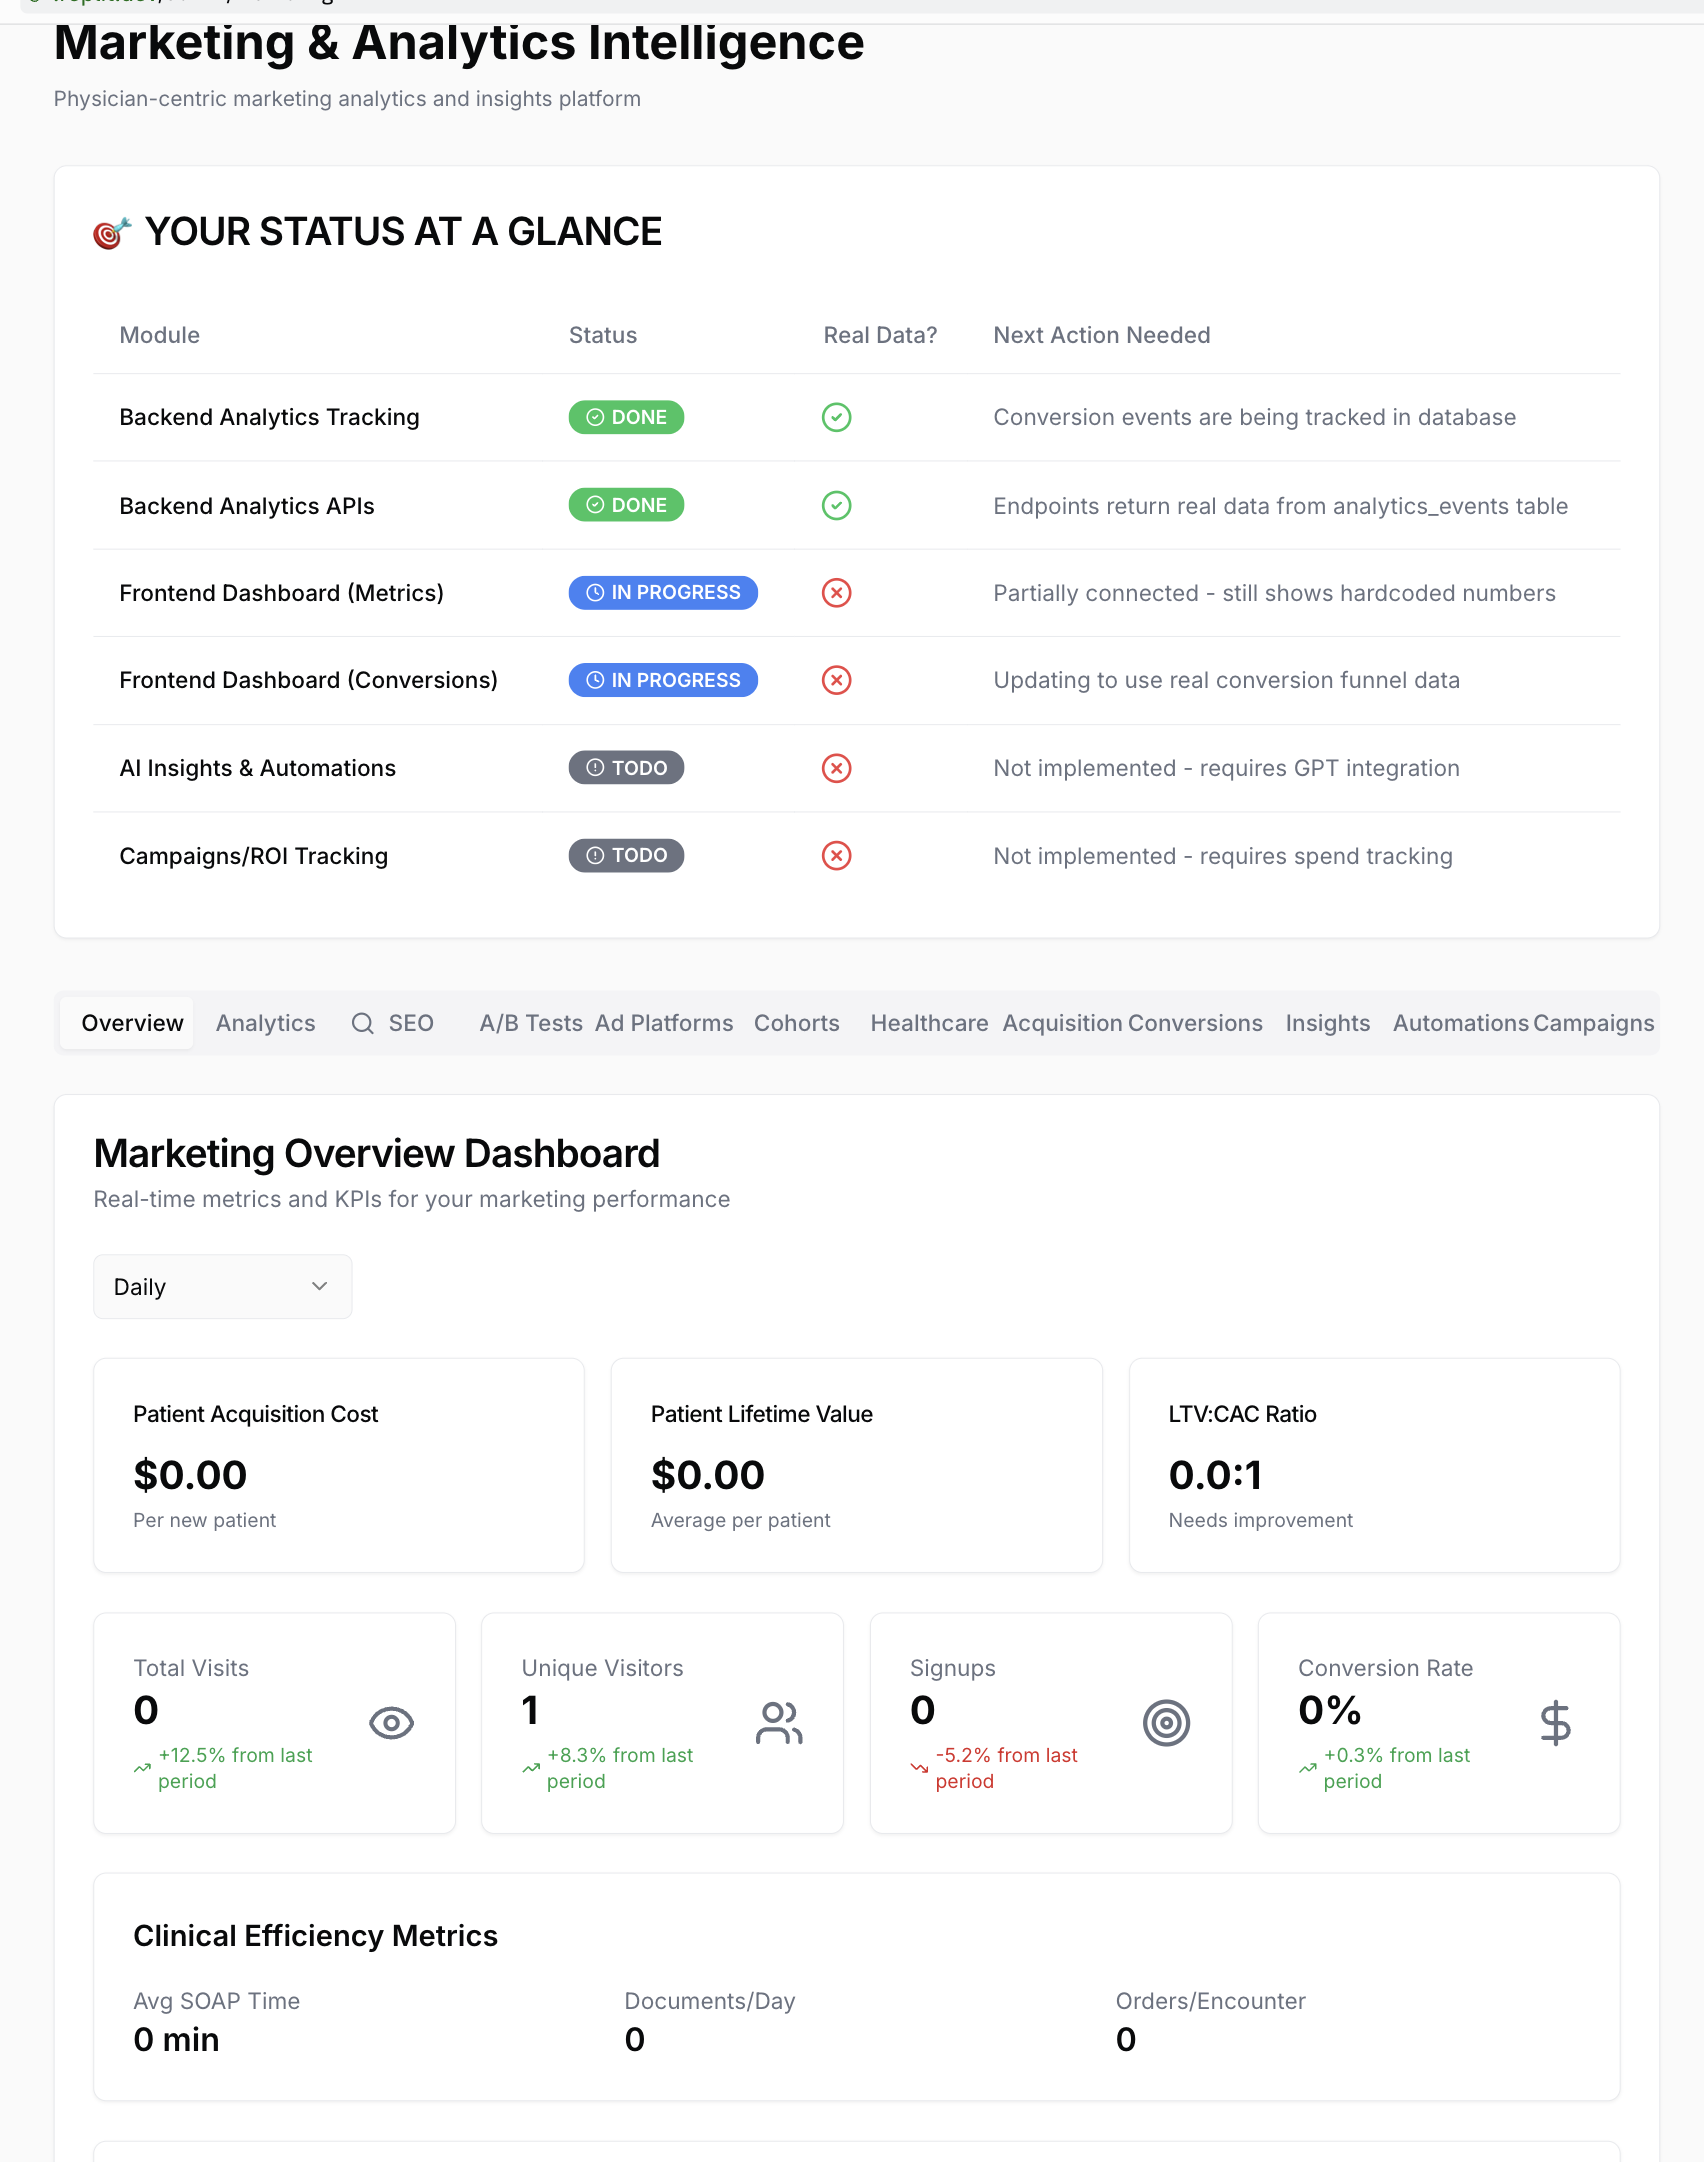 Marketing & Analytics Intelligence
Physician-centric marketing analytics and insights platform
🎯 YOUR STATUS AT A GLANCE
Module Status Real Data? Next Action Needed
Backend Analytics Tracking DONE Conversion events are being tracked in database
Backend Analytics APIs DONE Endpoints return real data from analytics_events table
Frontend Dashboard (Metrics) IN PROGRESS Partially connected - still shows hardcoded numbers
Frontend Dashboard (Conversions) IN PROGRESS Updating to use real conversion funnel data
AI Insights & Automations TODO Not implemented - requires GPT integration
Campaigns/ROI Tracking TODO Not implemented - requires spend tracking
Overview Analytics SEO A/B Tests Ad Platforms Cohorts Healthcare Acquisition Conversions Insights Automations Campaigns
Marketing Overview Dashboard
Real-time metrics and KPIs for your marketing performance
Daily
Patient Acquisition Cost
$0.00
Per new patient
Patient Lifetime Value
$0.00
Average per patient
LTV:CAC Ratio
0.0:1
Needs improvement
Total Visits
0
+12.5% from last
period
Unique Visitors
1
+8.3% from last
period
Signups
0
-5.2% from last
period
Conversion Rate
0%
+0.3% from last
period
Clinical Efficiency Metrics
Avg SOAP Time
0 min
Documents/Day
0
Orders/Encounter
0